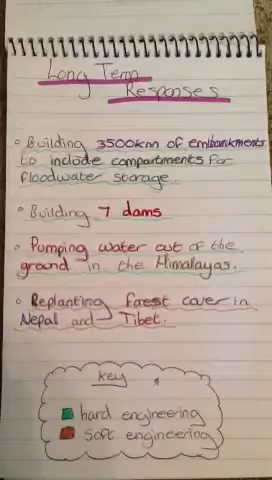 Long Term
Responses
Building 3500km of embankments
to include compartments for
floodwater storage.
Building 7 dams
Pumping water out of the
ground in the Himalayas.
Replanting forest cover in
Nepal and Tibet.
key
hard engineering
soft engineering